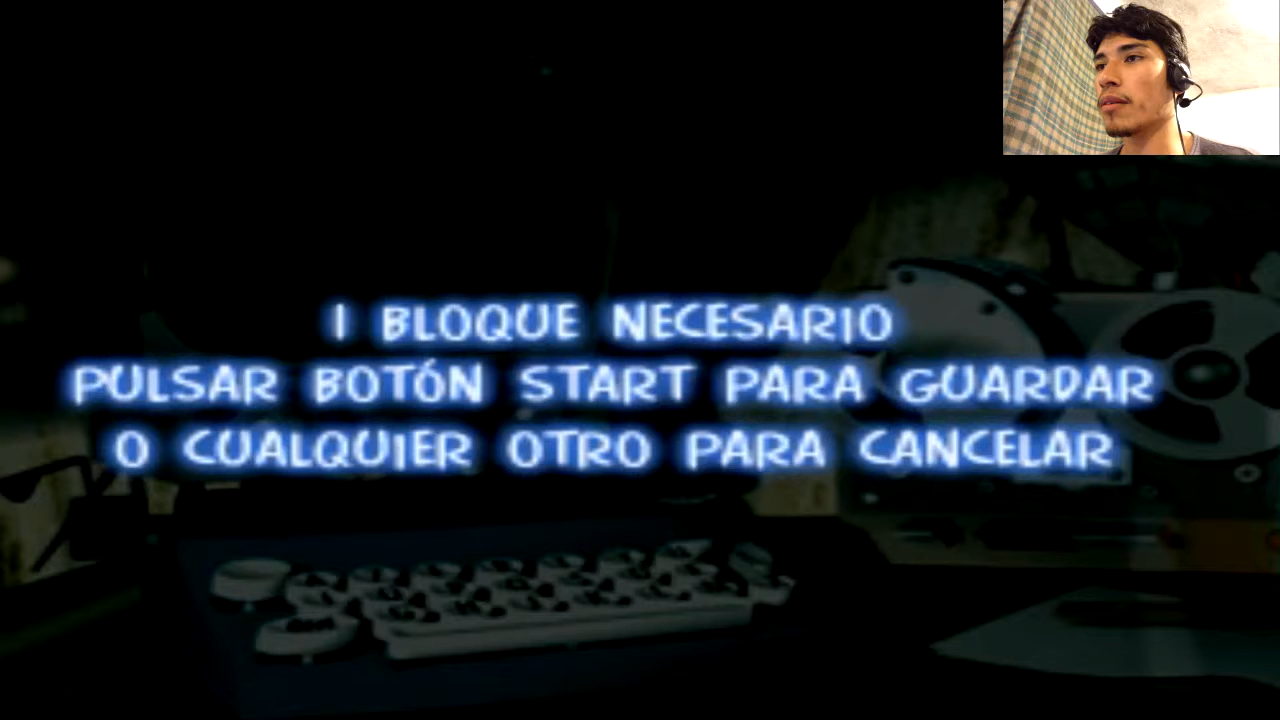 1 BLOQUE NECESARIO
PULSAR BOTÓN START PARA GUARDAR
O CUALQUIER OTRO PARA CANCELAR